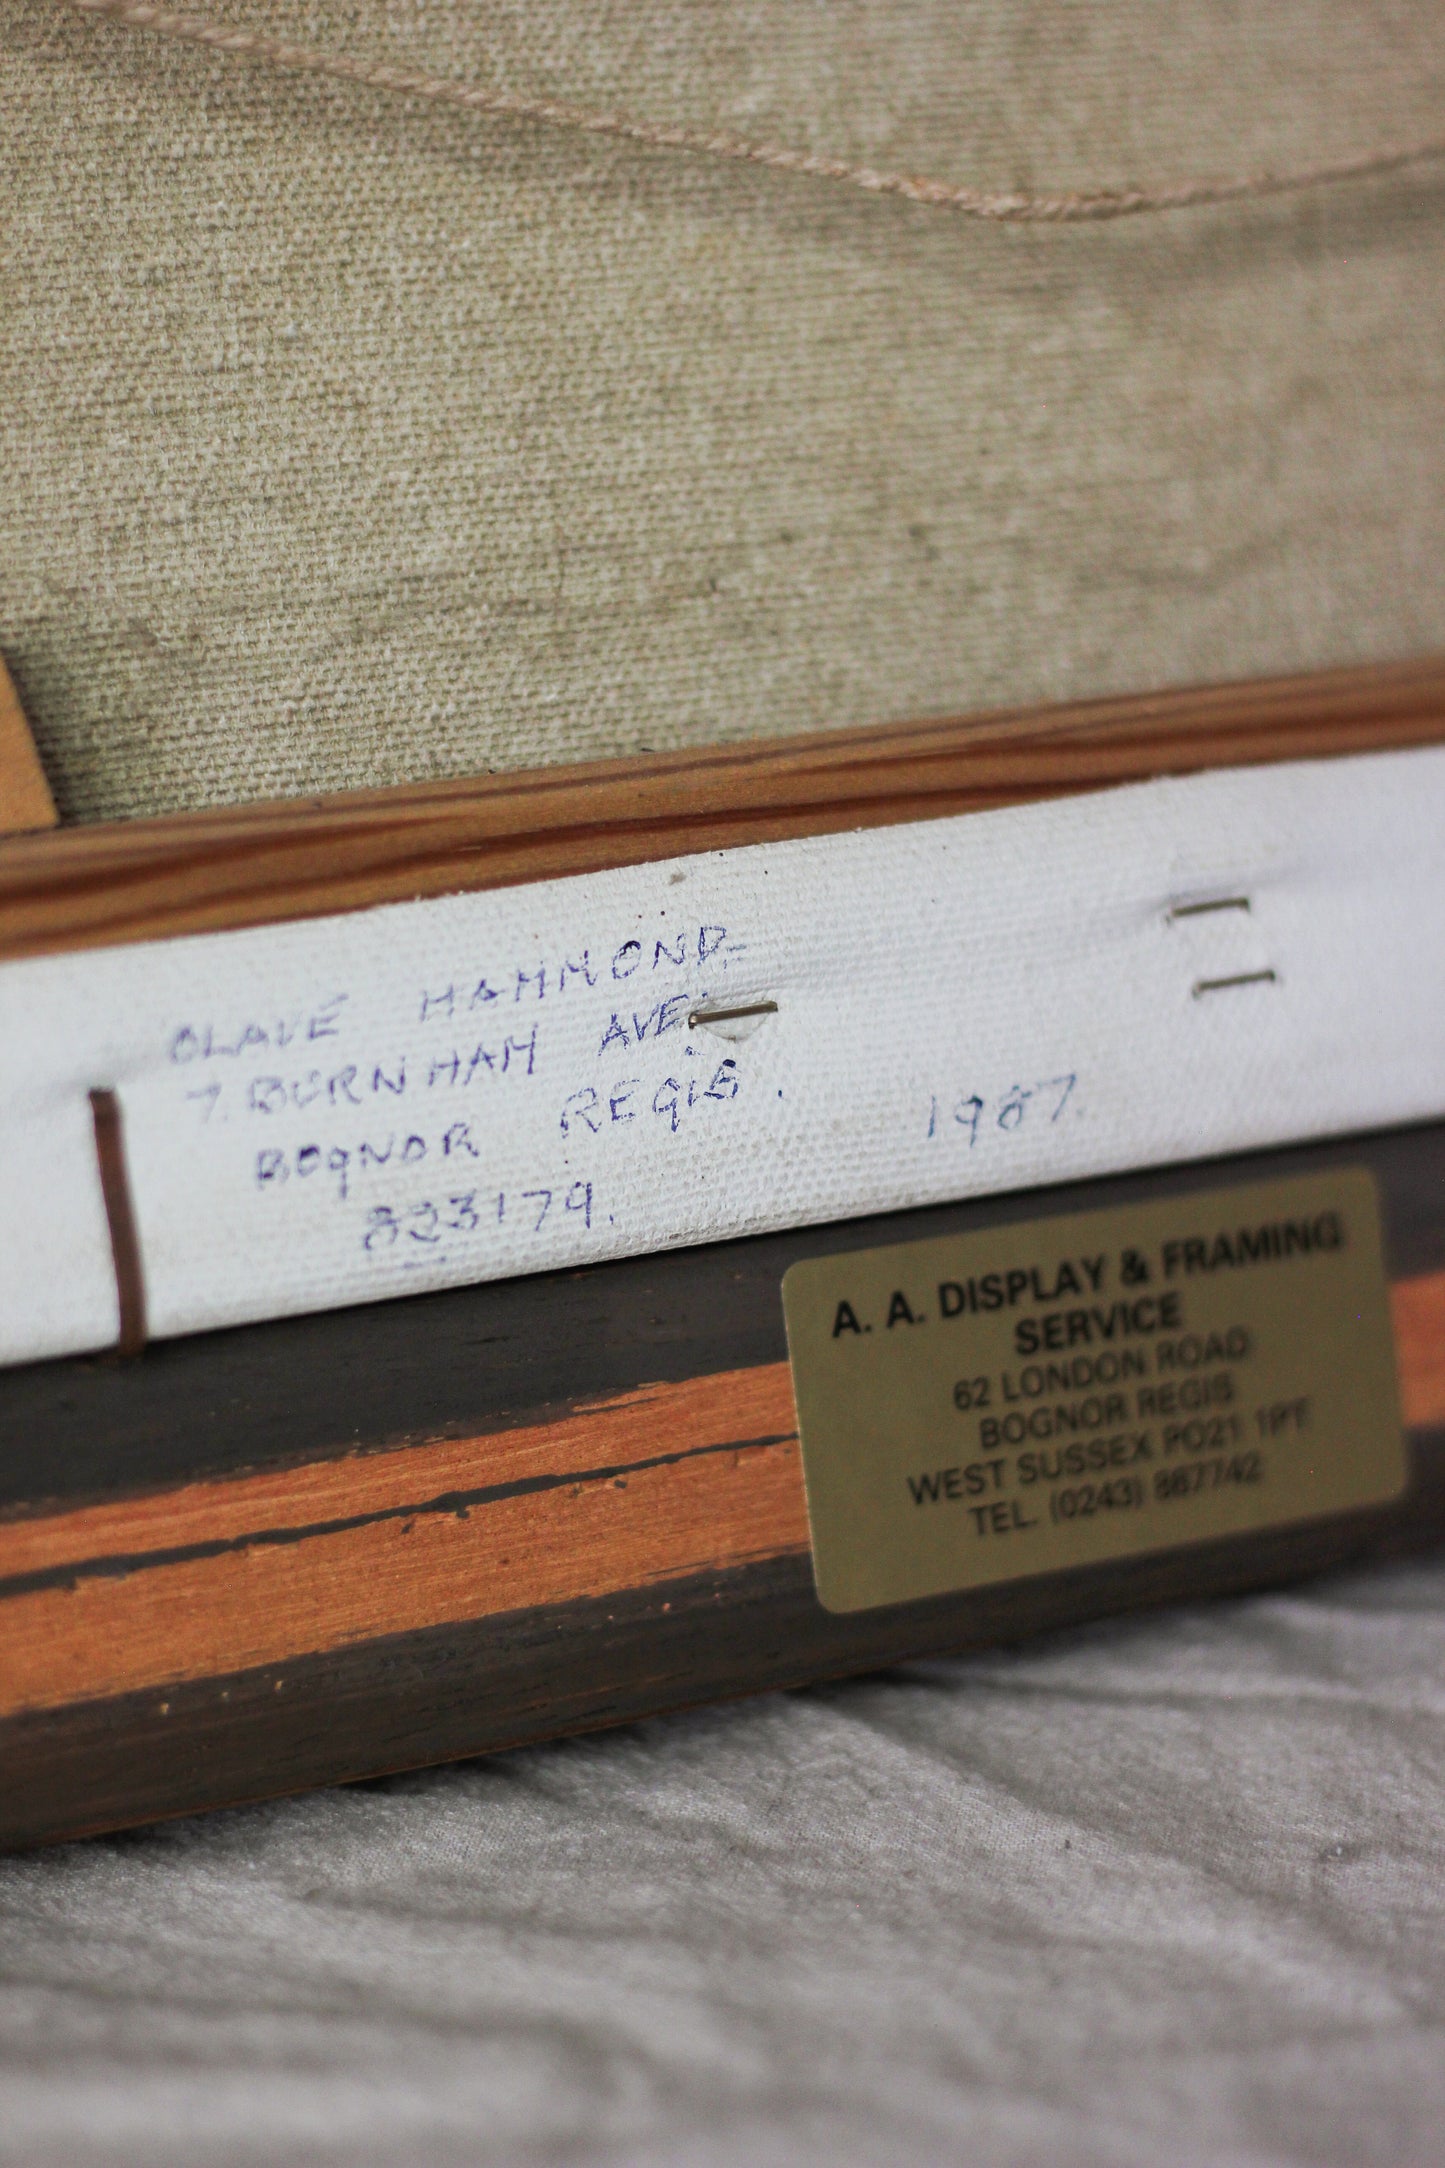 OLAVE HAMMOND
7. BURNHAM AVE.
BOGNOR REGIS.
823179.
1987
A. A. DISPLAY & FRAMING
SERVICE
62 LONDON ROAD
BOGNOR REGIS
WEST SUSSEX PO21 1PT
TEL. (0243) 867742